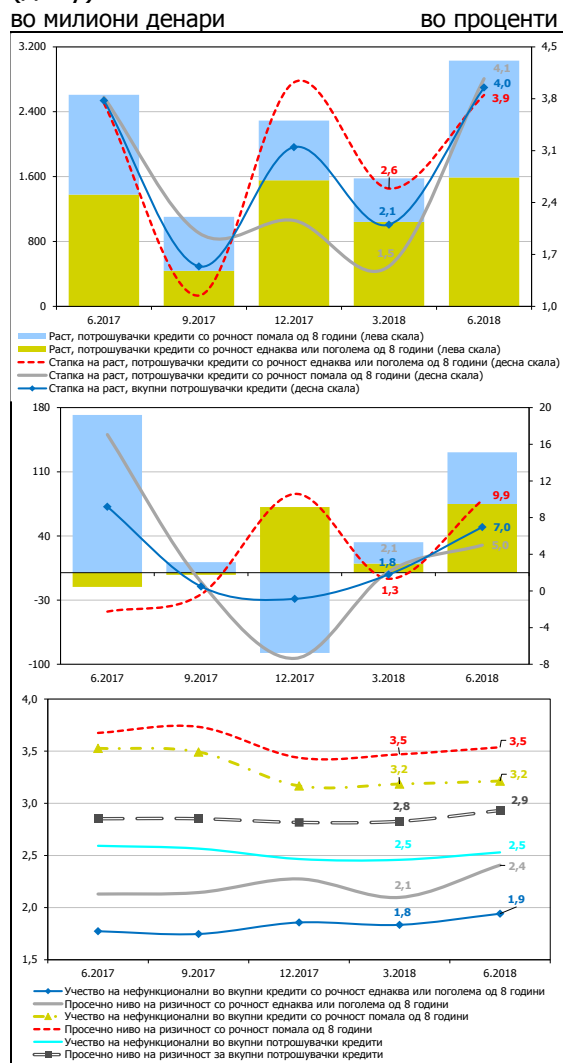 во милиони денари во проценти
3.200 4,5
4,1
4,0
3,9
3,8
2.400
2,6
3,1
1.600
2,4
2,1
800
1,5
1,7
0 1,0
6.2017 9.2017 12.2017 3.2018 6.2018
Раст, потрошувачки кредити со рочност помала од 8 години (лева скала)
Раст, потрошувачки кредити со рочност еднаква или поголема од 8 години (лева скала)
Стапка на раст, потрошувачки кредити со рочност еднаква или поголема од 8 години (десна скала)
Стапка на раст, потрошувачки кредити со рочност помала од 8 години (десна скала)
Стапка на раст, вкупни потрошувачки кредити (десна скала)
180 20
16
110
12
9,9
8
40
7,0
2,1
5,0
4
1,8
1,3
0
-30
-4
-100 -8
6.2017 9.2017 12.2017 3.2018 6.2018
4,0
3,5
3,5 3,5
3,2 3,2
3,0
2,8 2,9
2,5
2,5 2,5
2,1 2,4
2,0
1,8 1,9
1,5
6.2017 9.2017 12.2017 3.2018 6.2018
Учество на нефункционални во вкупни кредити со рочност еднаква или поголема од 8 години
Просечно ниво на ризичност со рочност еднаква или поголема од 8 години
Учество на нефункционални во вкупни кредити со рочност помала од 8 години
Просечно ниво на ризичност со рочност помала од 8 години
Учество на нефункционални во вкупни потрошувачки кредити
Просечно ниво на ризичност за вкупни потрошувачки кредити